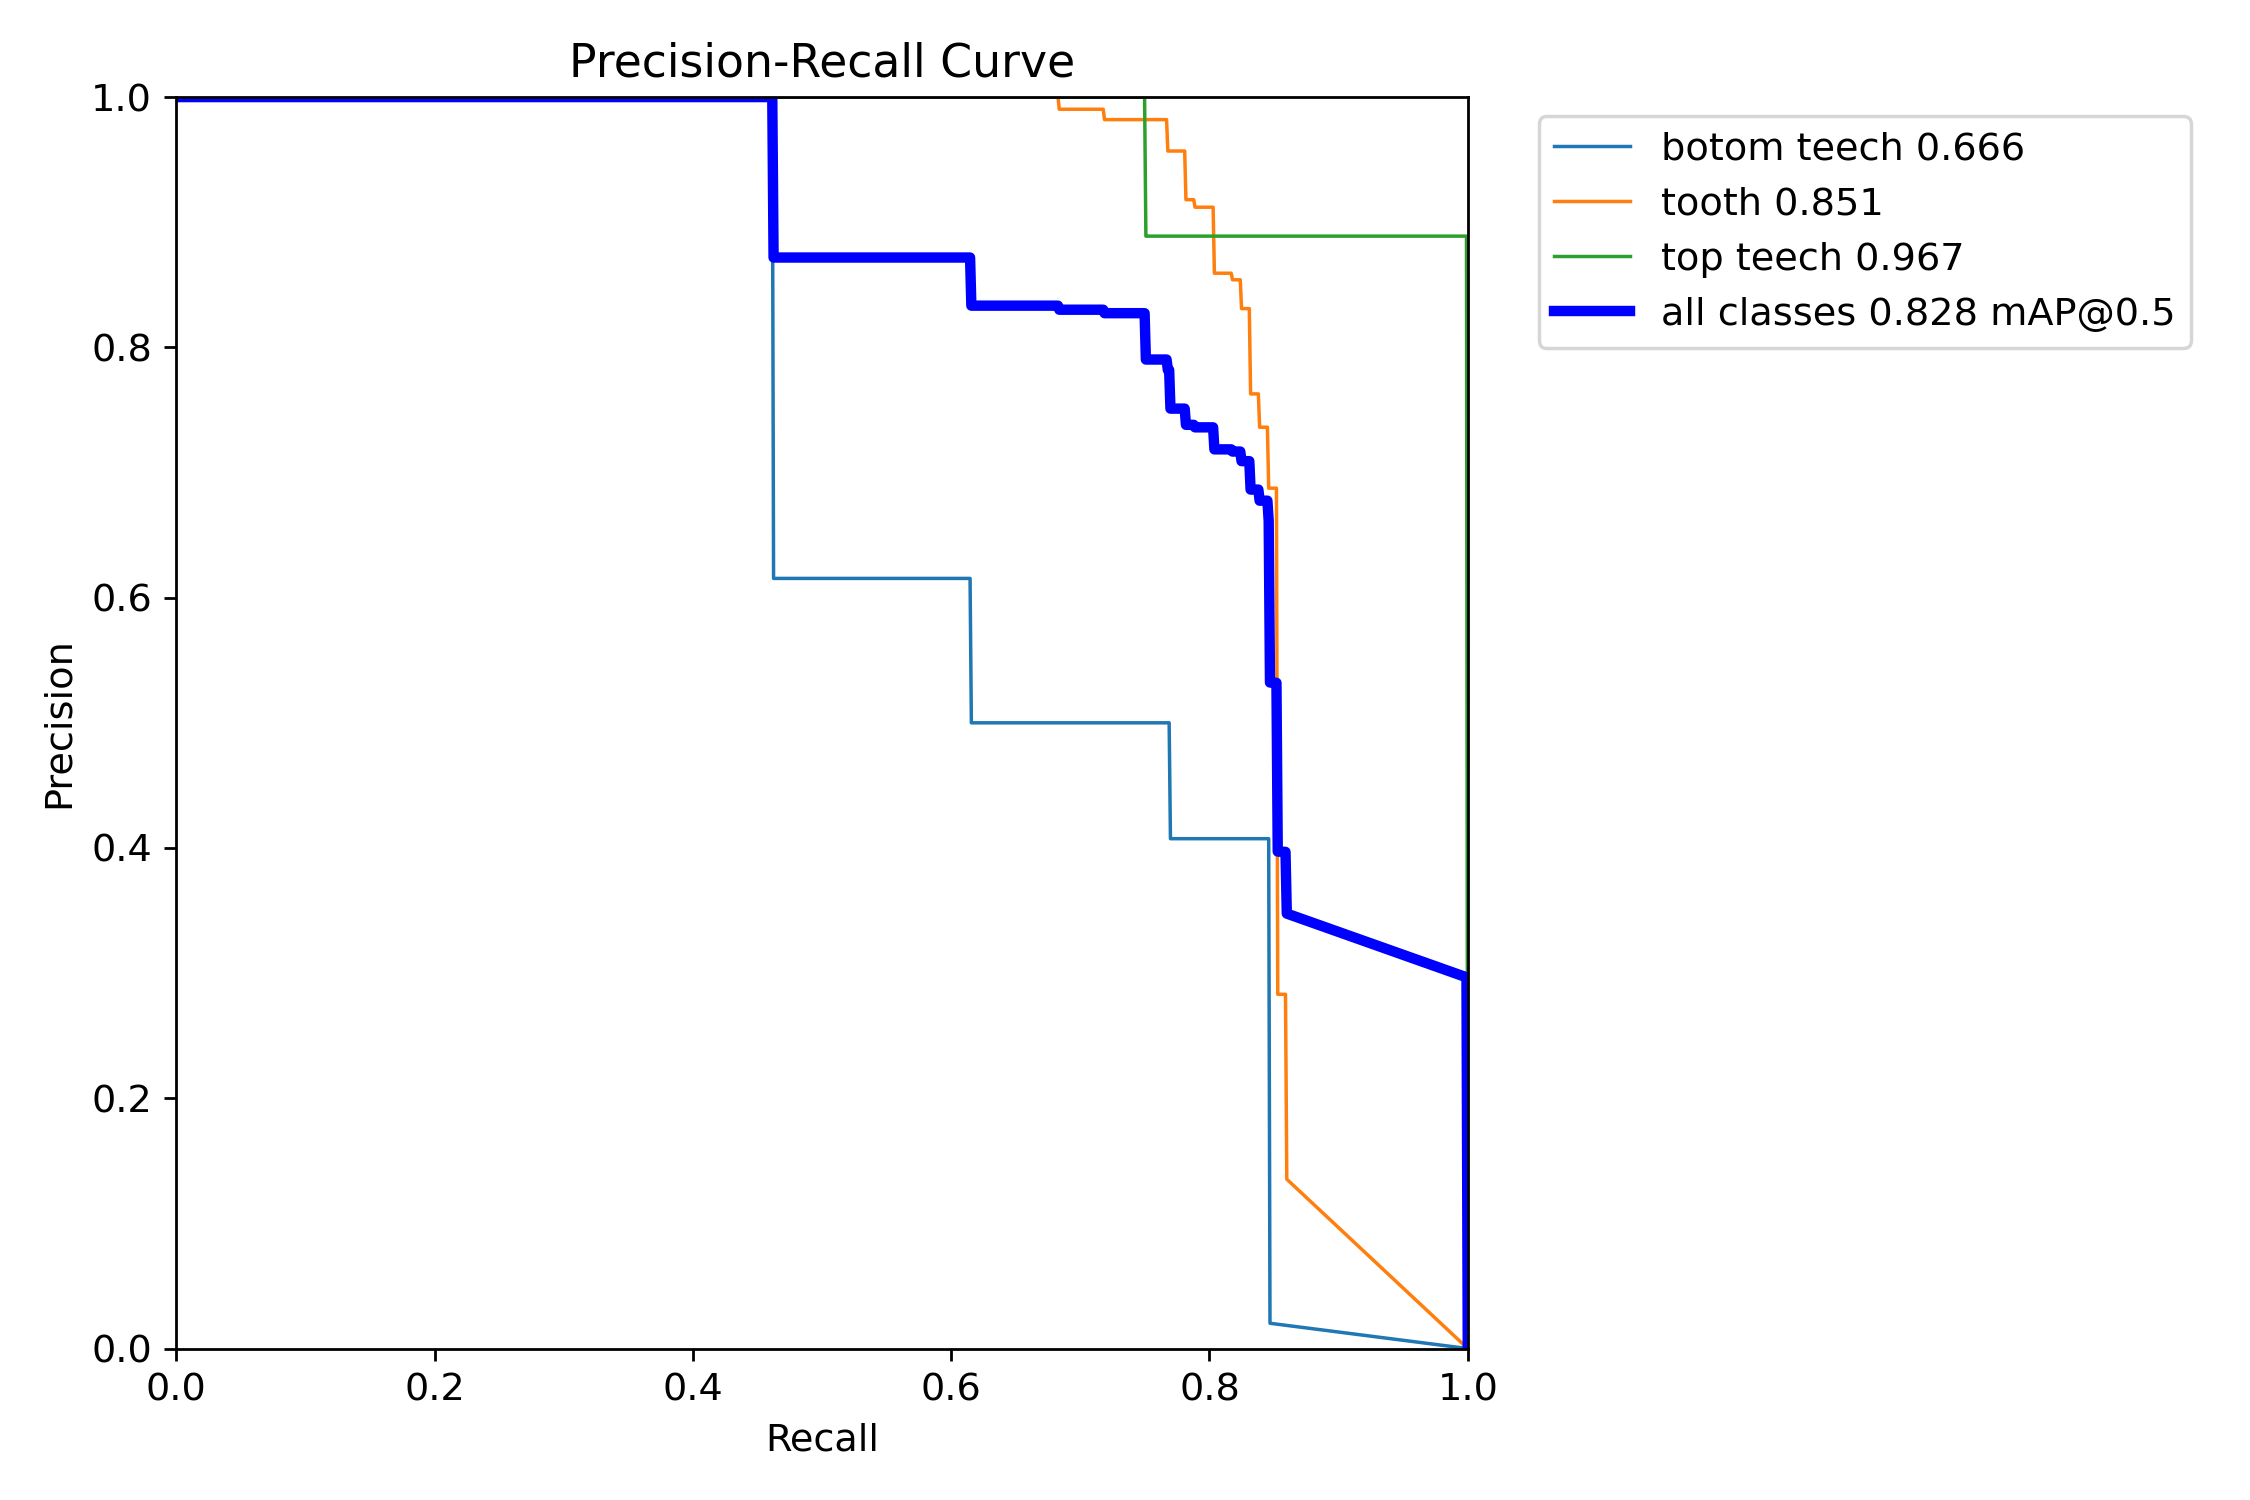 Precision-Recall Curve
1.0
0.8
0.6
0.4
0.2
0.0
Precision
0.0 0.2 0.4 0.6 0.8 1.0
Recall
botom teech 0.666
tooth 0.851
top teech 0.967
all classes 0.828 mAP@0.5